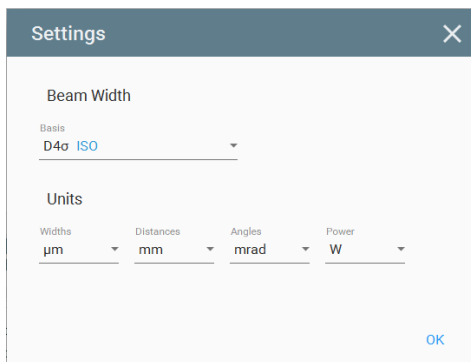 Settings
Beam Width
Basis
D4σ ISO
Units
Widths Distances Angles Power
µm mm mrad W
OK